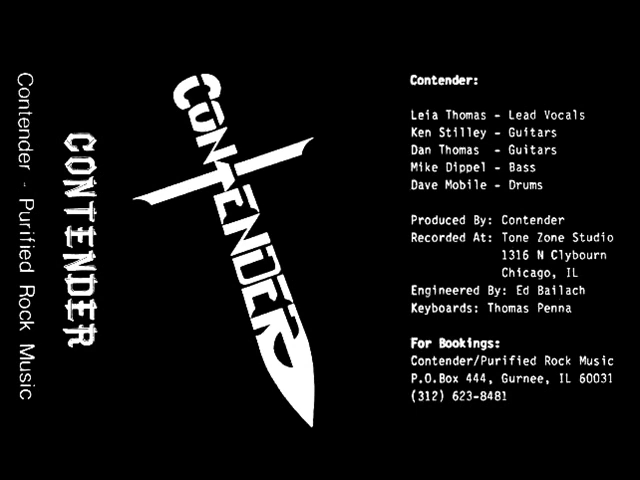 Contender - Purified Rock Music
CONTENDER
CONTENDER
Contender:
Leia Thomas - Lead Vocals
Ken Stilley - Guitars
Dan Thomas - Guitars
Mike Dippel - Bass
Dave Mobile - Drums
Produced By: Contender
Recorded At: Tone Zone Studio
1316 N Clybourn
Chicago, IL
Engineered By: Ed Bailach
Keyboards: Thomas Penna
For Bookings:
Contender/Purified Rock Music
P.O.Box 444, Gurnee, IL 60031
(312) 623-8481